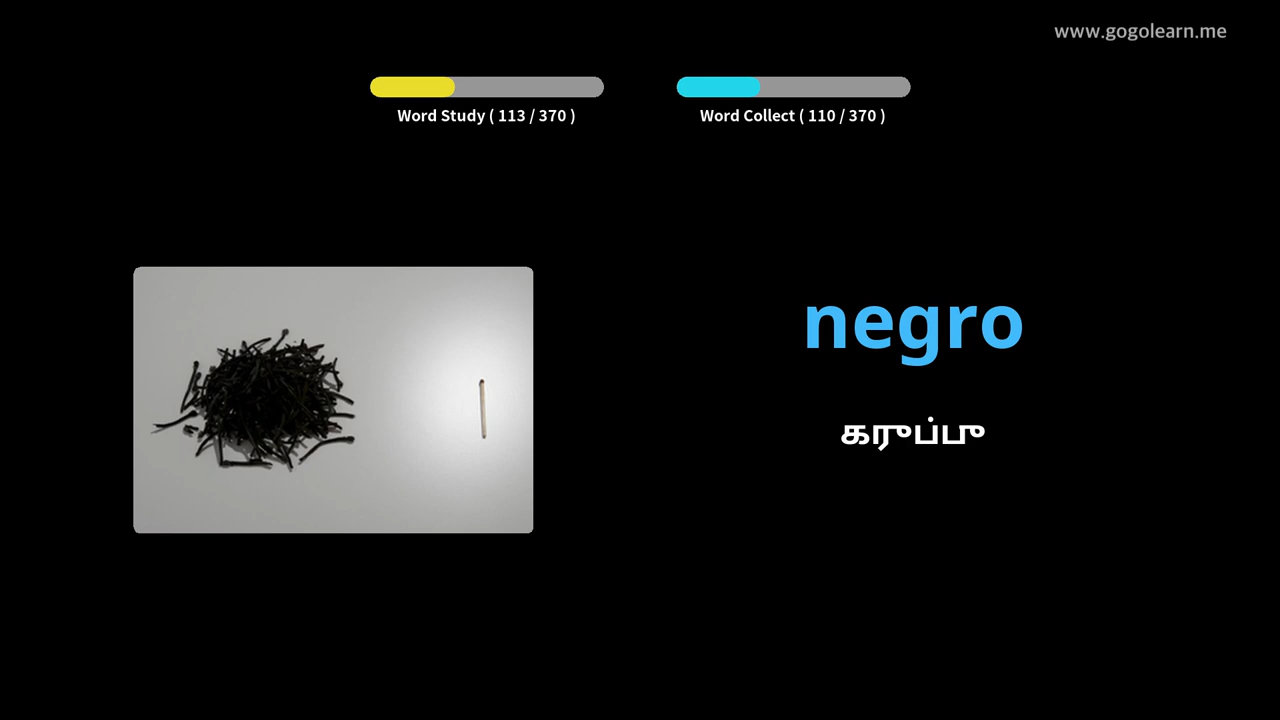 www.gogolearn.me
Word Study ( 113 / 370 )
Word Collect ( 110 / 370 )
negro
கருப்பு